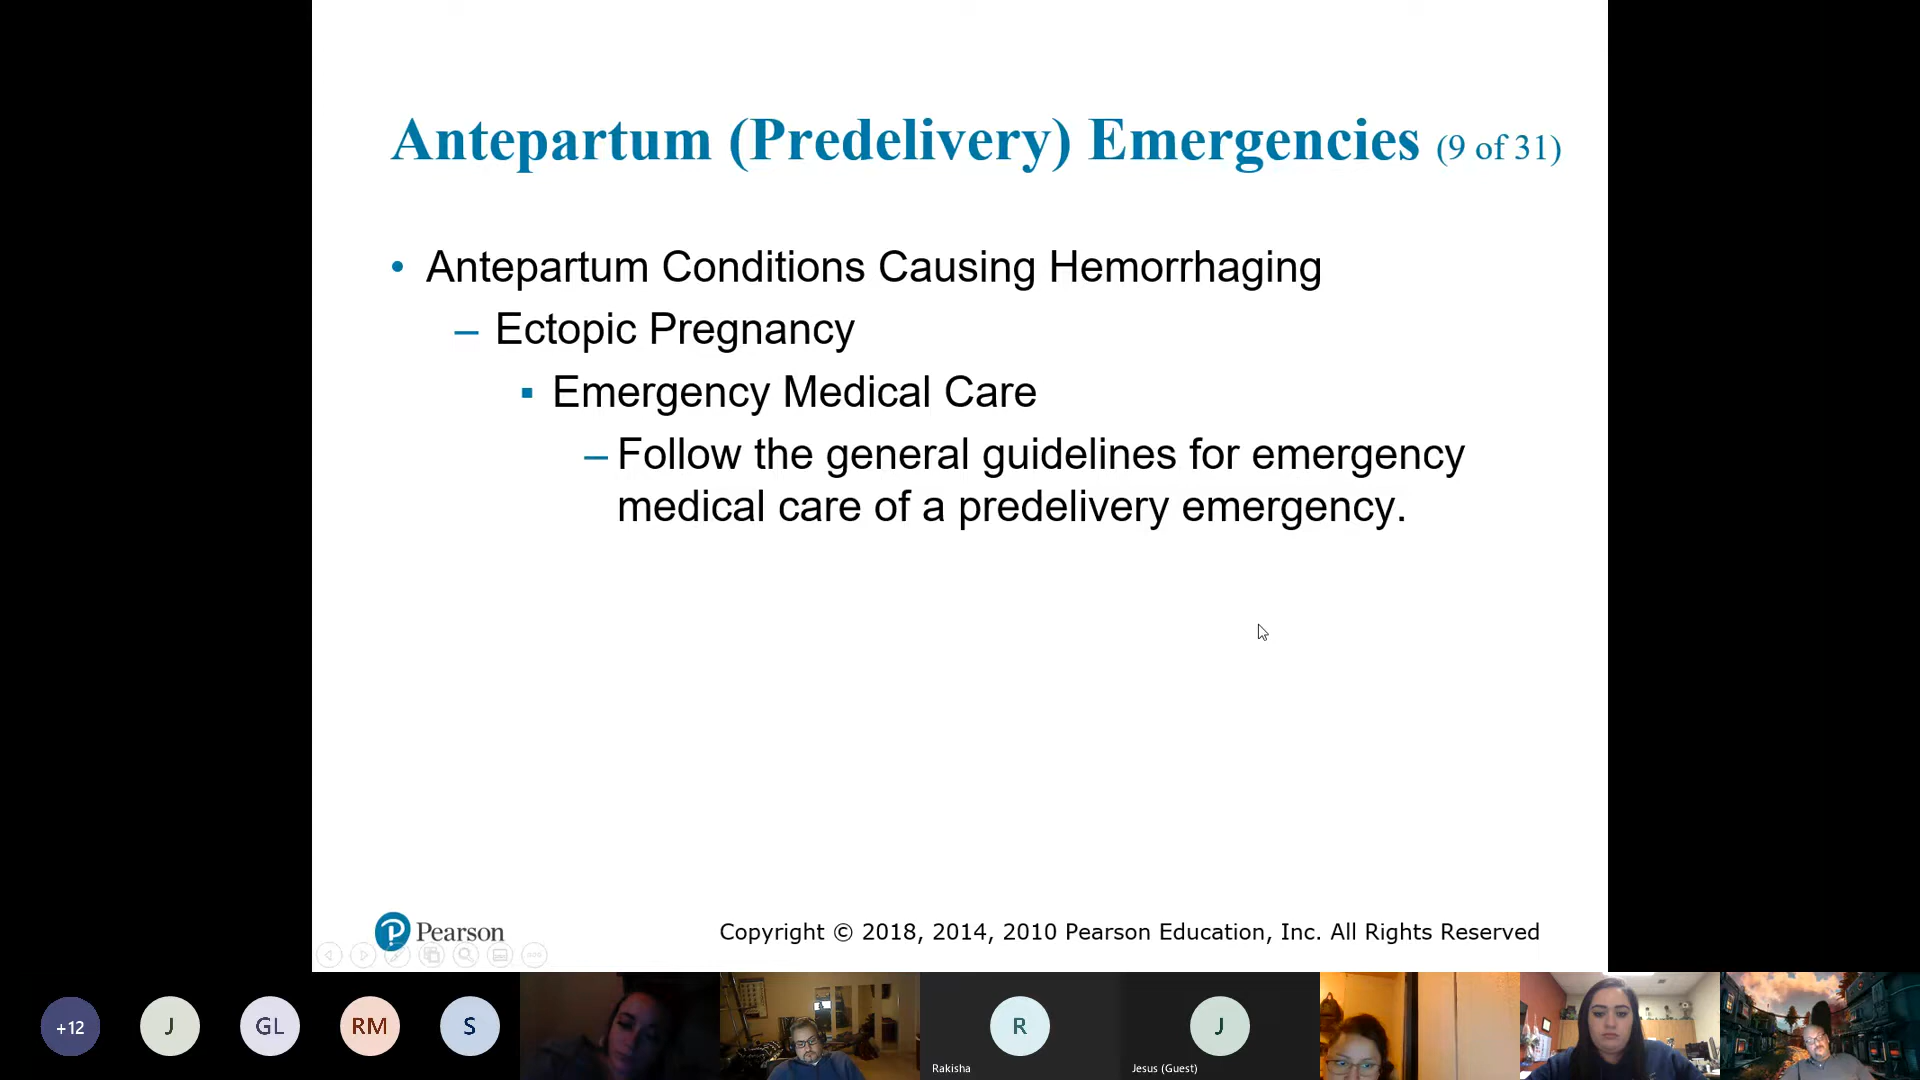 Antepartum (Predelivery) Emergencies (9 of 31)
• Antepartum Conditions Causing Hemorrhaging
– Ectopic Pregnancy
▪ Emergency Medical Care
– Follow the general guidelines for emergency
medical care of a predelivery emergency.
Pearson
Copyright © 2018, 2014, 2010 Pearson Education, Inc. All Rights Reserved
+12
J
GL
RM
S
R
J
Rakisha
Jesus (Guest)